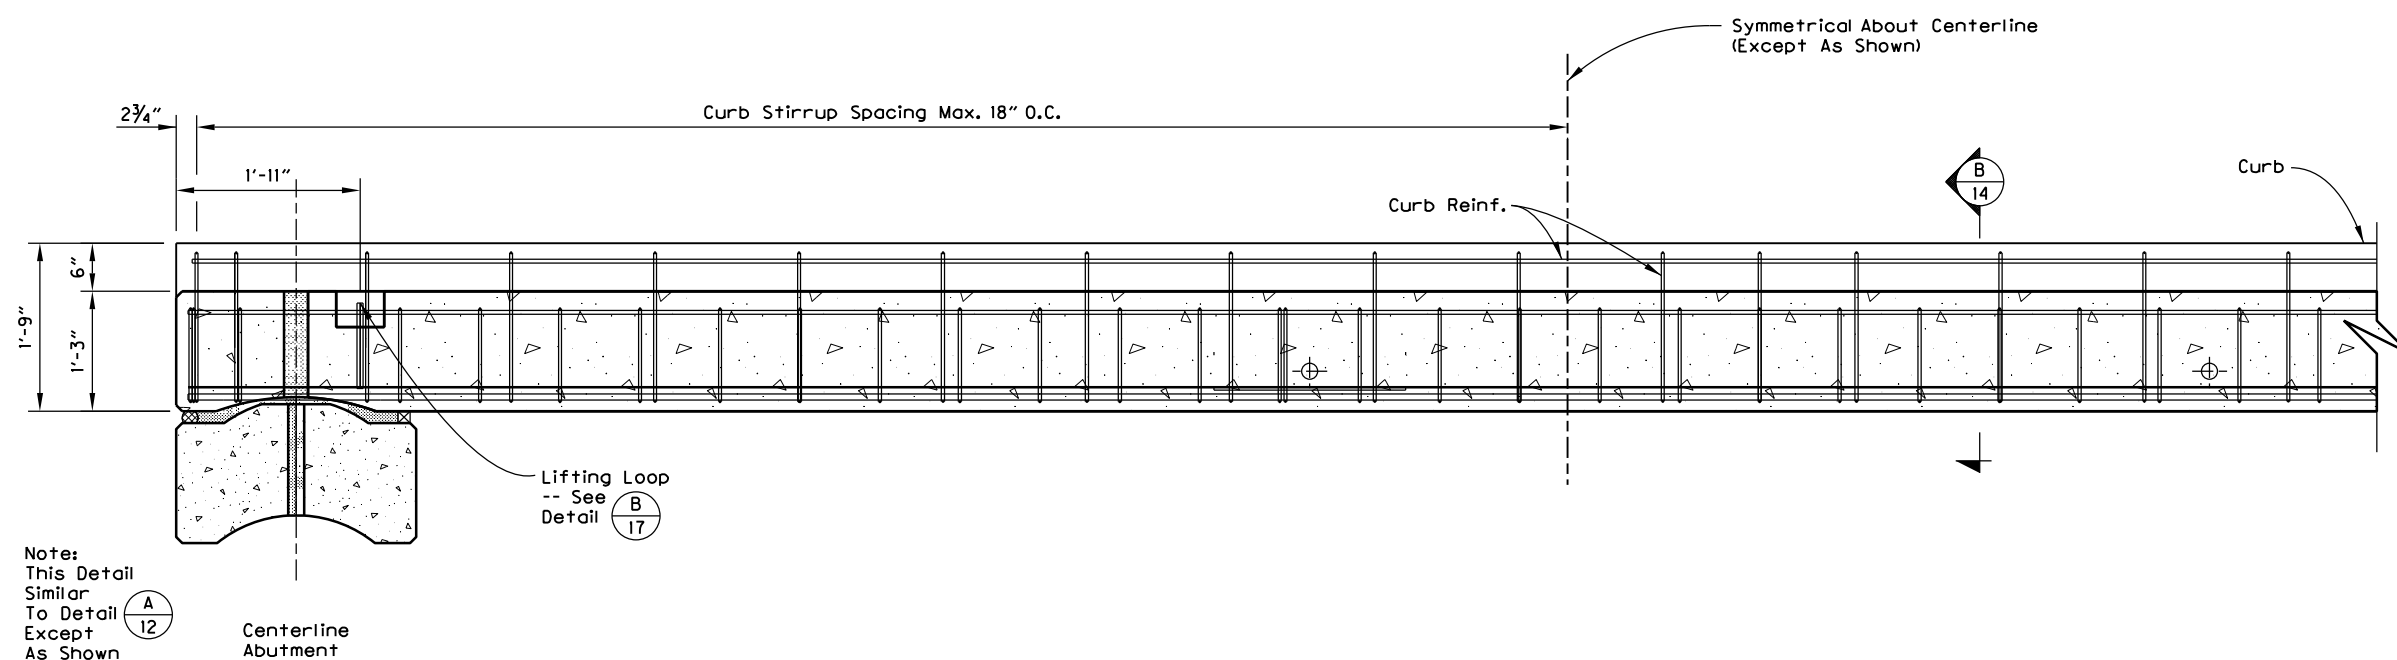 Symmetrical About Centerline
(Except As Shown)
2¾"
Curb Stirrup Spacing Max. 18" O.C.
1'-11"
B
14
Curb
Curb Reinf.
6"
1'-9"
1'-3"
Lifting Loop
-- See
Detail
B
17
Note:
This Detail
Similar
To Detail
A
12
Except
As Shown
Centerline
Abutment